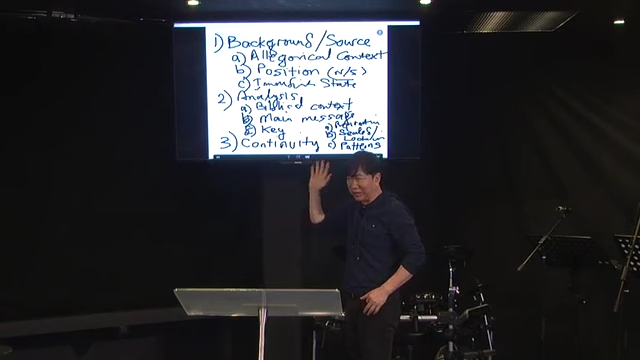 1) Background/Source
a) Allegorical Context
b) Position (N/S)
c) Immediate State
2) Analysis
a) Biblical context
b) Main message
c) Key
a) Repetition
b) 
c) Patterns
3) Continuity